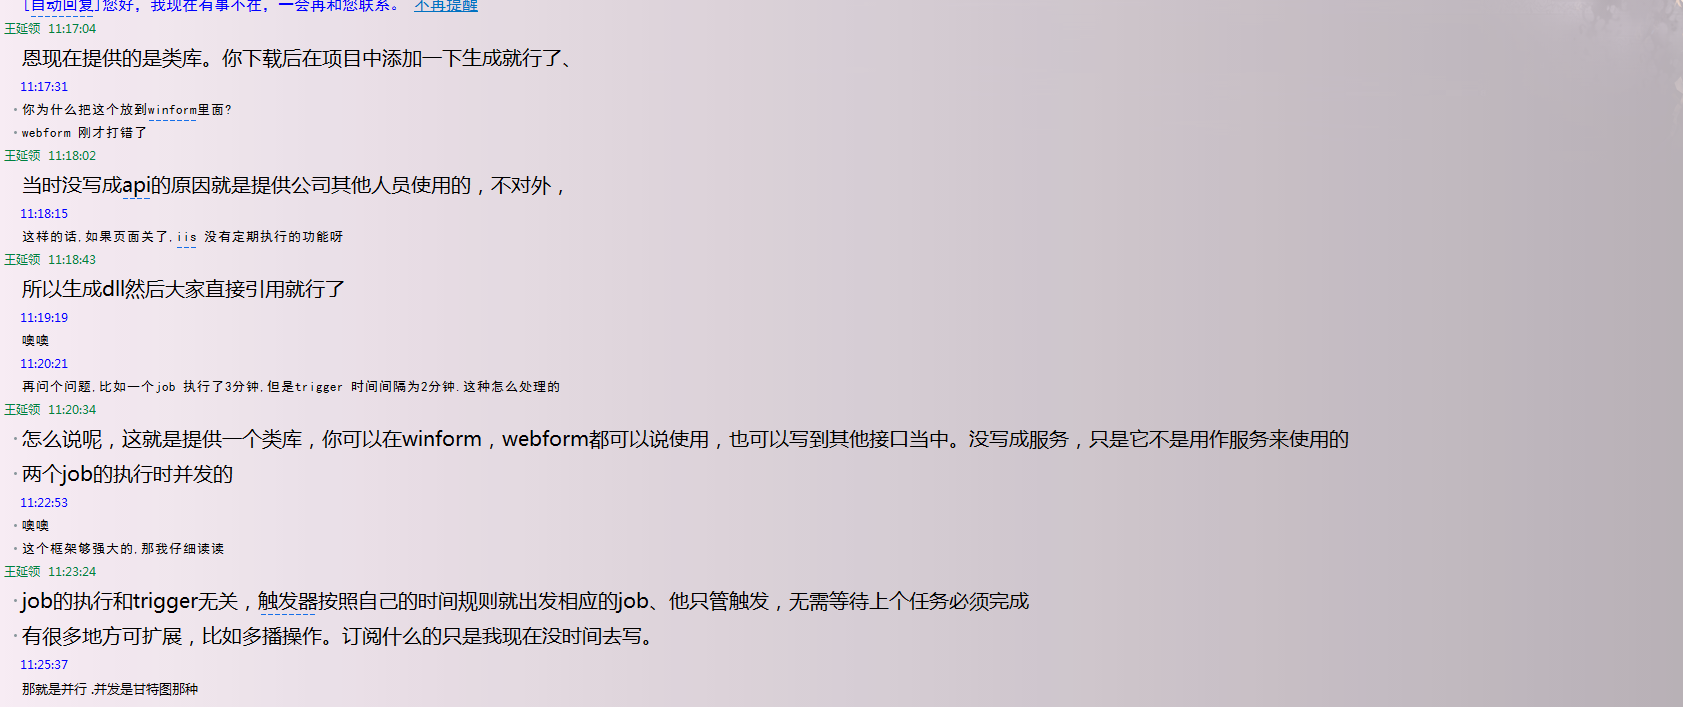 [自动回复]您好，我现在有事不在，一会再和您联系。 不再提醒
王延领 11:17:04
恩现在提供的是类库。你下载后在项目中添加一下生成就行了、
11:17:31
你为什么把这个放到winform里面?
webform 刚才打错了
王延领 11:18:02
当时没写成api的原因就是提供公司其他人员使用的，不对外，
11:18:15
这样的话,如果页面关了,iis 没有定期执行的功能呀
王延领 11:18:43
所以生成dll然后大家直接引用就行了
11:19:19
噢噢
11:20:21
再问个问题,比如一个job 执行了3分钟,但是trigger 时间间隔为2分钟.这种怎么处理的
王延领 11:20:34
怎么说呢，这就是提供一个类库，你可以在winform，webform都可以说使用，也可以写到其他接口当中。没写成服务，只是它不是用作服务来使用的
两个job的执行时并发的
11:22:53
噢噢
这个框架够强大的,那我仔细读读
王延领 11:23:24
job的执行和trigger无关，触发器按照自己的时间规则就出发相应的job、他只管触发，无需等待上个任务必须完成
有很多地方可扩展，比如多播操作。订阅什么的只是我现在没时间去写。
11:25:37
那就是并行 .并发是甘特图那种